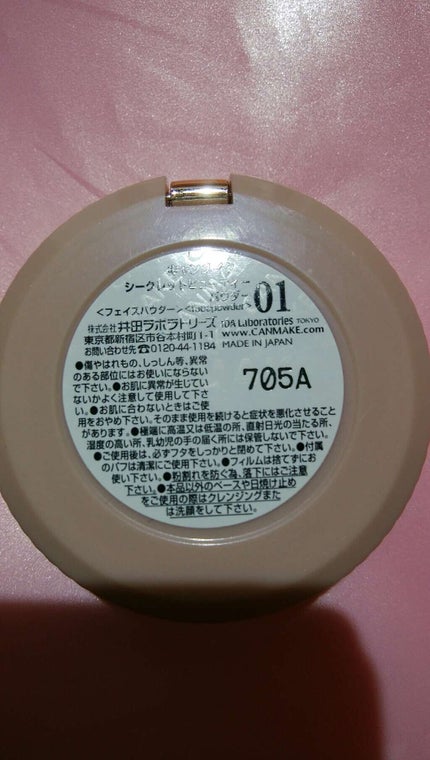 キャンメイク
シークレットビューティー
パウダー 01
<フェイスパウダー><facepowder>
株式会社 井田ラボラトリーズ IDA Laboratories TOKYO
東京都新宿区市谷本村町1-1 www.CANMAKE.com
お問い合わせ先☎0120-44-1184 MADE IN JAPAN
●傷やはれもの、しっしん等、異常
のある部位にはお使いにならない
で下さい。●お肌に異常が生じてい
ないかよく注意して使用して下さ
い。●お肌に合わないときはご使
705A
用をおやめ下さい。そのまま使用を続けると症状を悪化させること
があります。●極端に高温又は低温の所、直射日光の当たる所、
湿度の高い所、乳幼児の手の届く所には保管しないで下さい。
●ご使用後は、必ずフタをしっかりと閉めて下さい。●付属
のパフは清潔にご使用下さい。●フィルムは捨てずにお
使い下さい。●粉割れを防ぐ為、落下にはご注意
下さい。●本品以外のベースや日焼け止め
をご使用の際はクレンジングまた
は洗顔をして下さい。